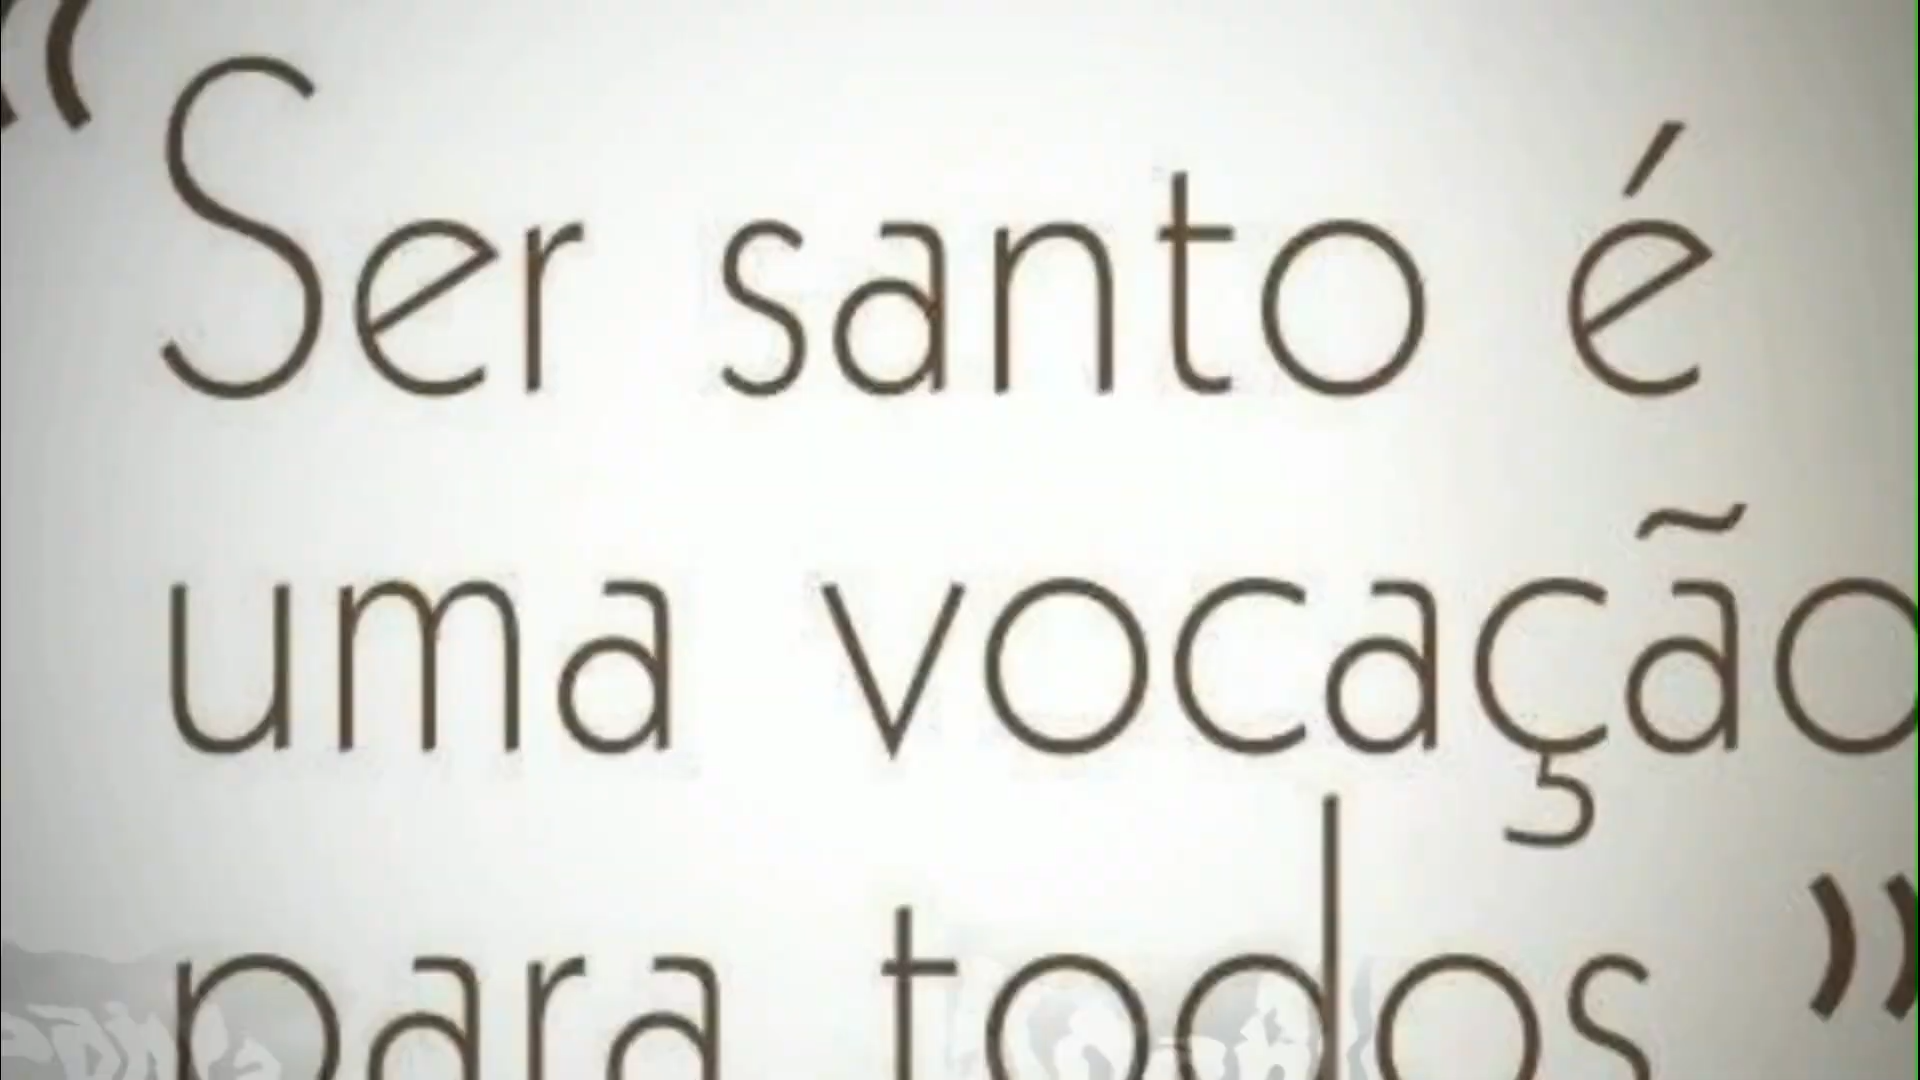 “Ser santo é
uma vocação
para todos”